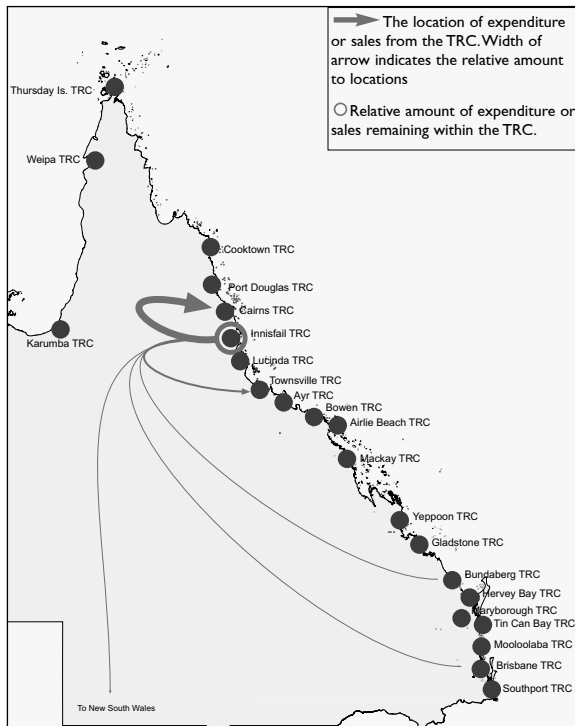 The location of expenditure
or sales from the TRC. Width of
arrow indicates the relative amount
to locations
Relative amount of expenditure or
sales remaining within the TRC.
Thursday Is. TRC
Weipa TRC
Cooktown TRC
Port Douglas TRC
Cairns TRC
Karumba TRC
Innisfail TRC
Lucinda TRC
Townsville TRC
Ayr TRC
Bowen TRC
Airlie Beach TRC
Mackay TRC
Yeppoon TRC
Gladstone TRC
Bundaberg TRC
Hervey Bay TRC
Maryborough TRC
Tin Can Bay TRC
Mooloolaba TRC
Brisbane TRC
Southport TRC
To New South Wales